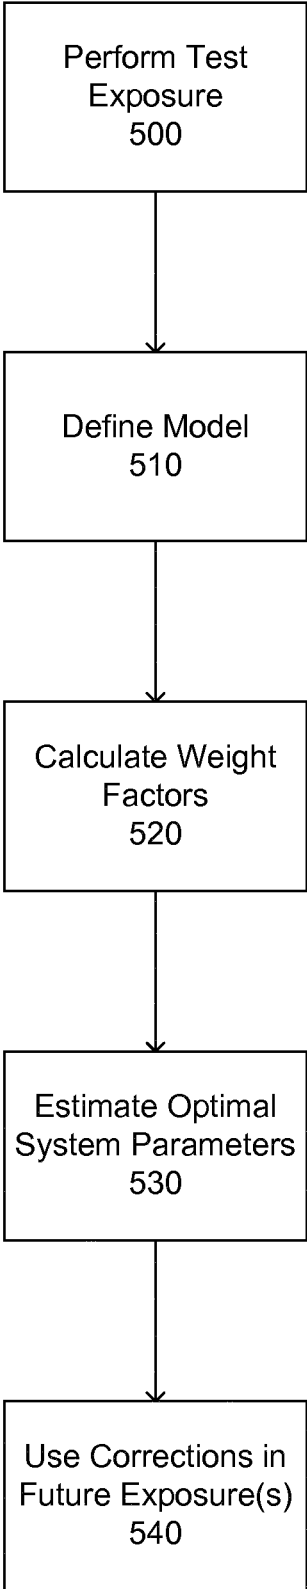 Perform Test
Exposure
500
Define Model
510
Calculate Weight
Factors
520
Estimate Optimal
System Parameters
530
Use Corrections in
Future Exposure(s)
540